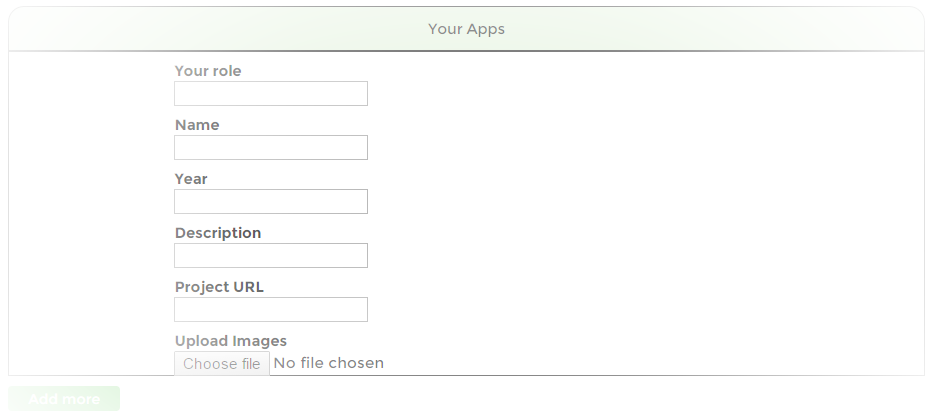 Your Apps
Your role
Name
Year
Description
Project URL
Upload Images
Choose file No file chosen
Add more